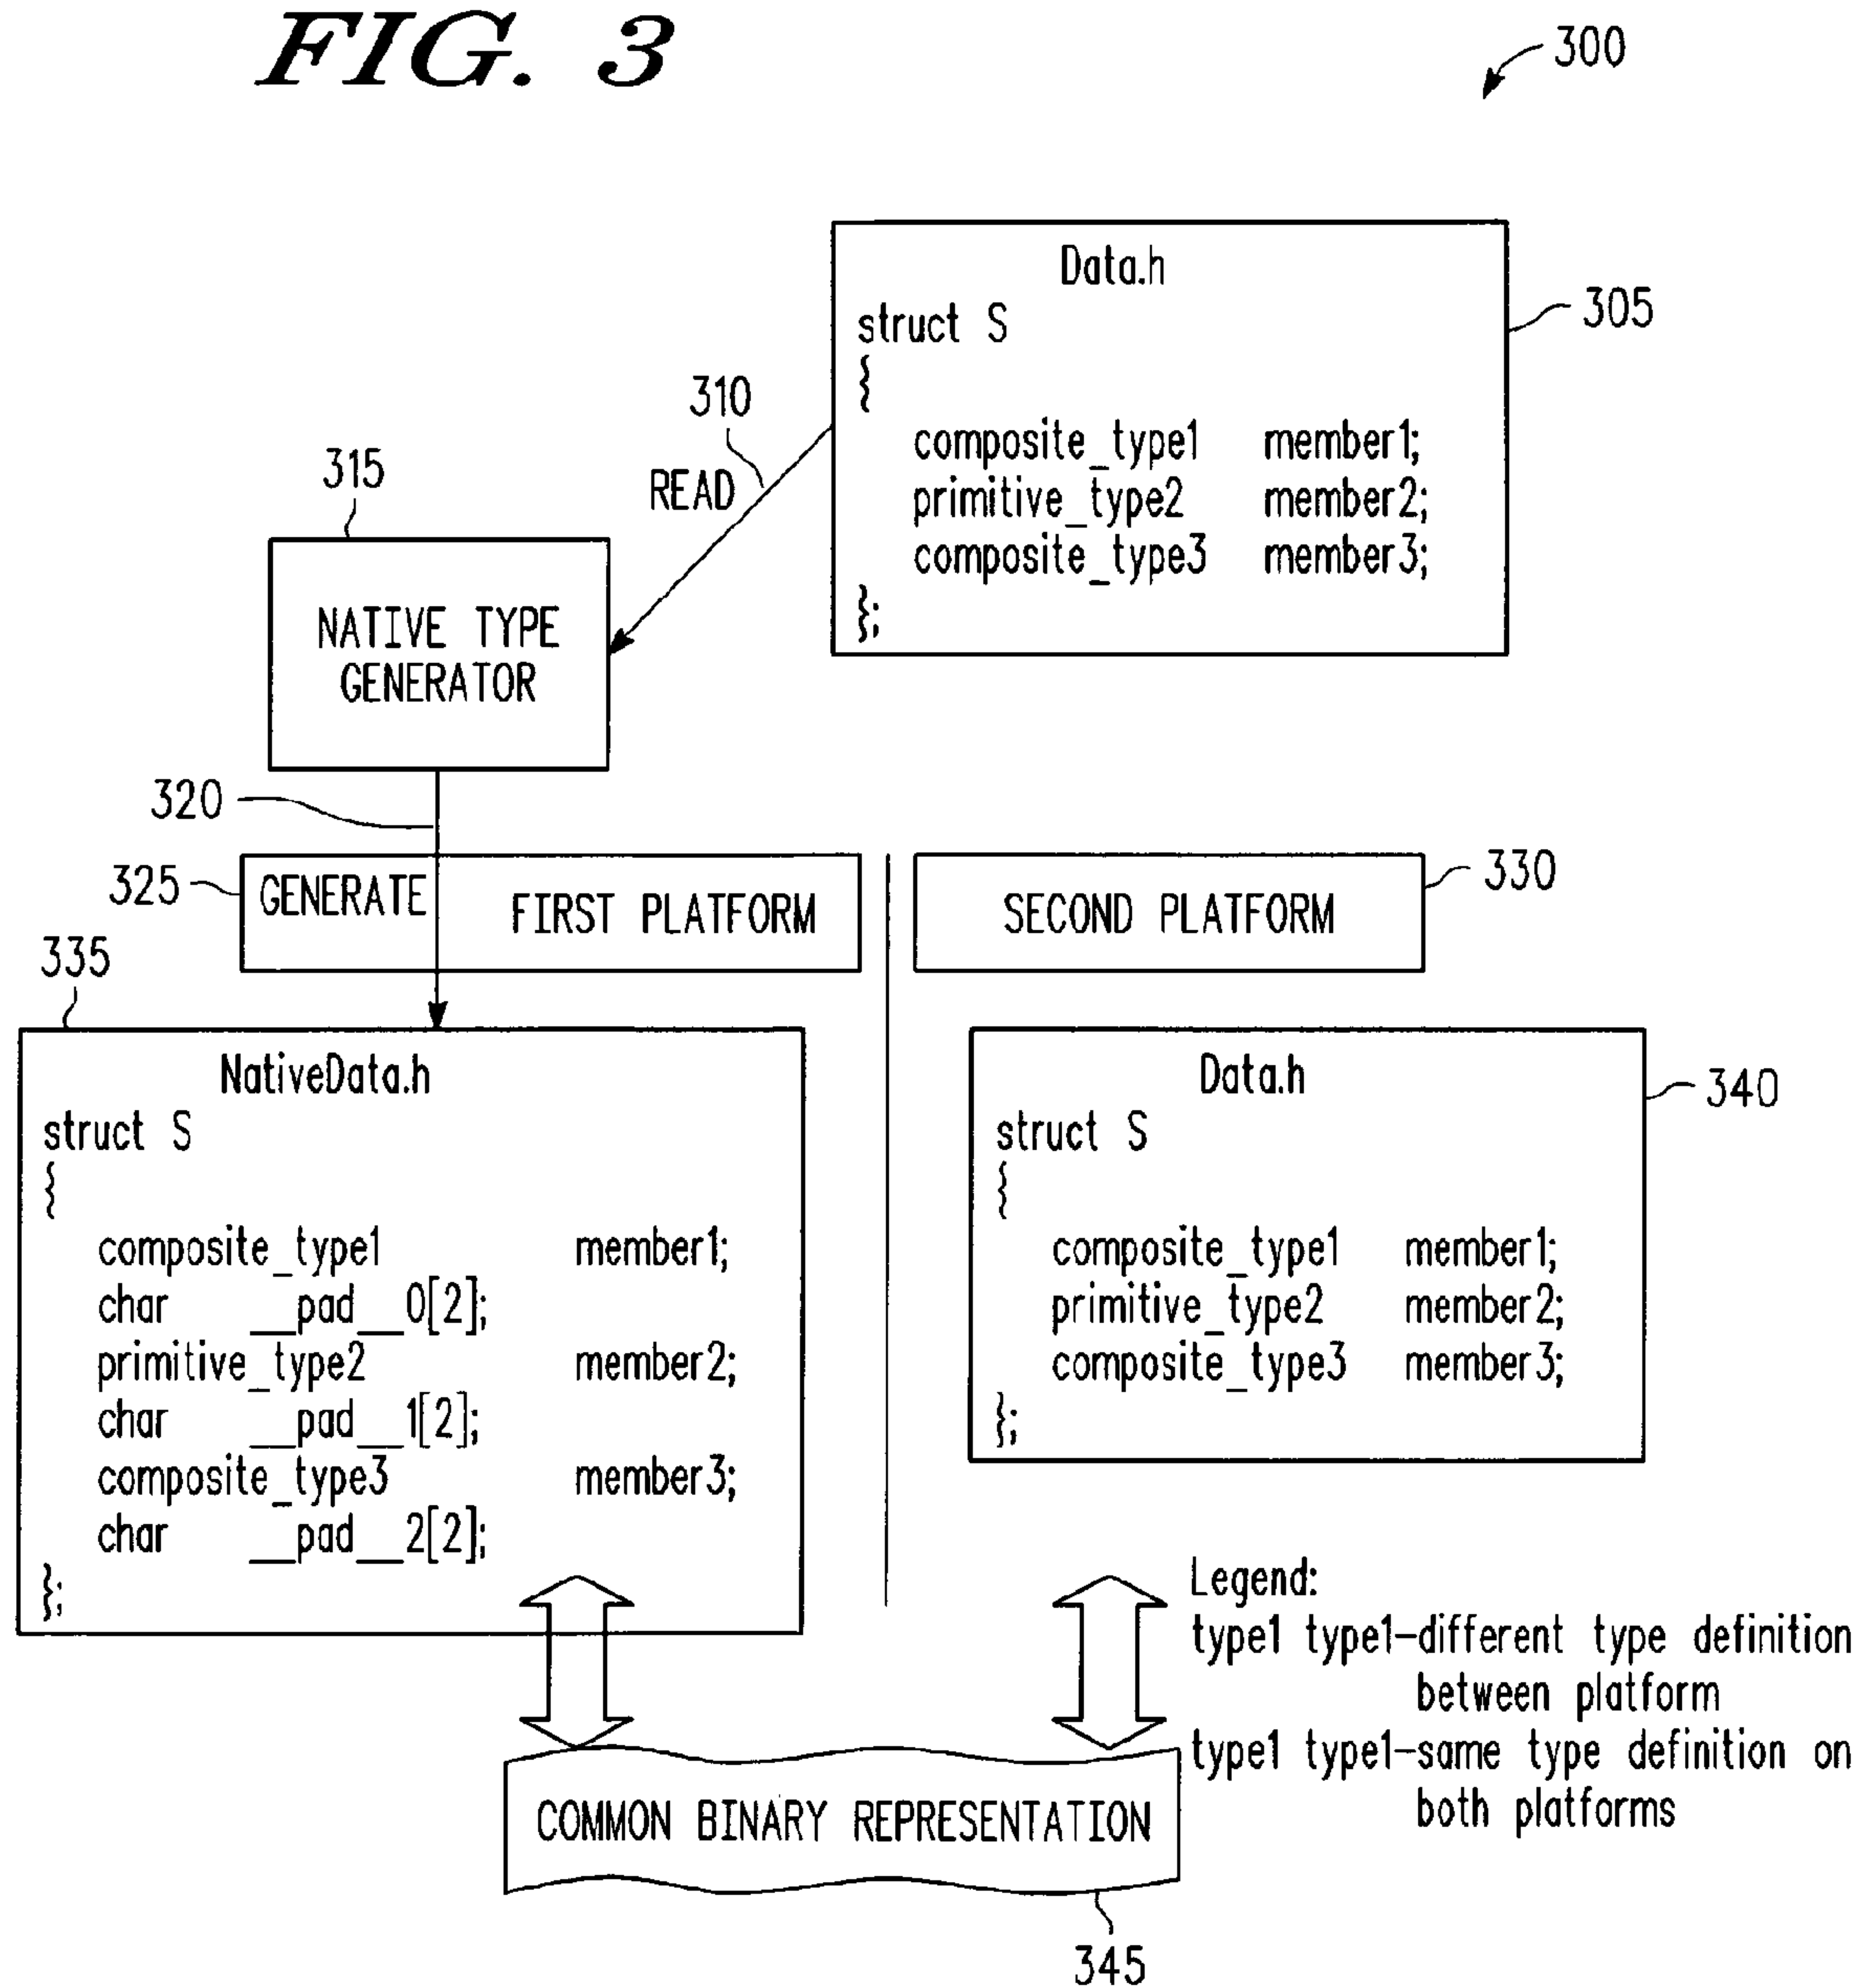 FIG. 3
300
Data.h
struct S
{
composite_type1 member1;
primitive_type2 member2;
composite_type3 member3;
};
305
310
READ
315
NATIVE TYPE
GENERATOR
320
325
GENERATE
FIRST PLATFORM
SECOND PLATFORM
330
335
NativeData.h
struct S
{
composite_type1 member1;
char __pad__0[2];
primitive_type2 member2;
char __pad__1[2];
composite_type3 member3;
char __pad__2[2];
};
Data.h
struct S
{
composite_type1 member1;
primitive_type2 member2;
composite_type3 member3;
};
340
Legend:
type1 type1-different type definition
between platform
type1 type1-same type definition on
both platforms
COMMON BINARY REPRESENTATION
345